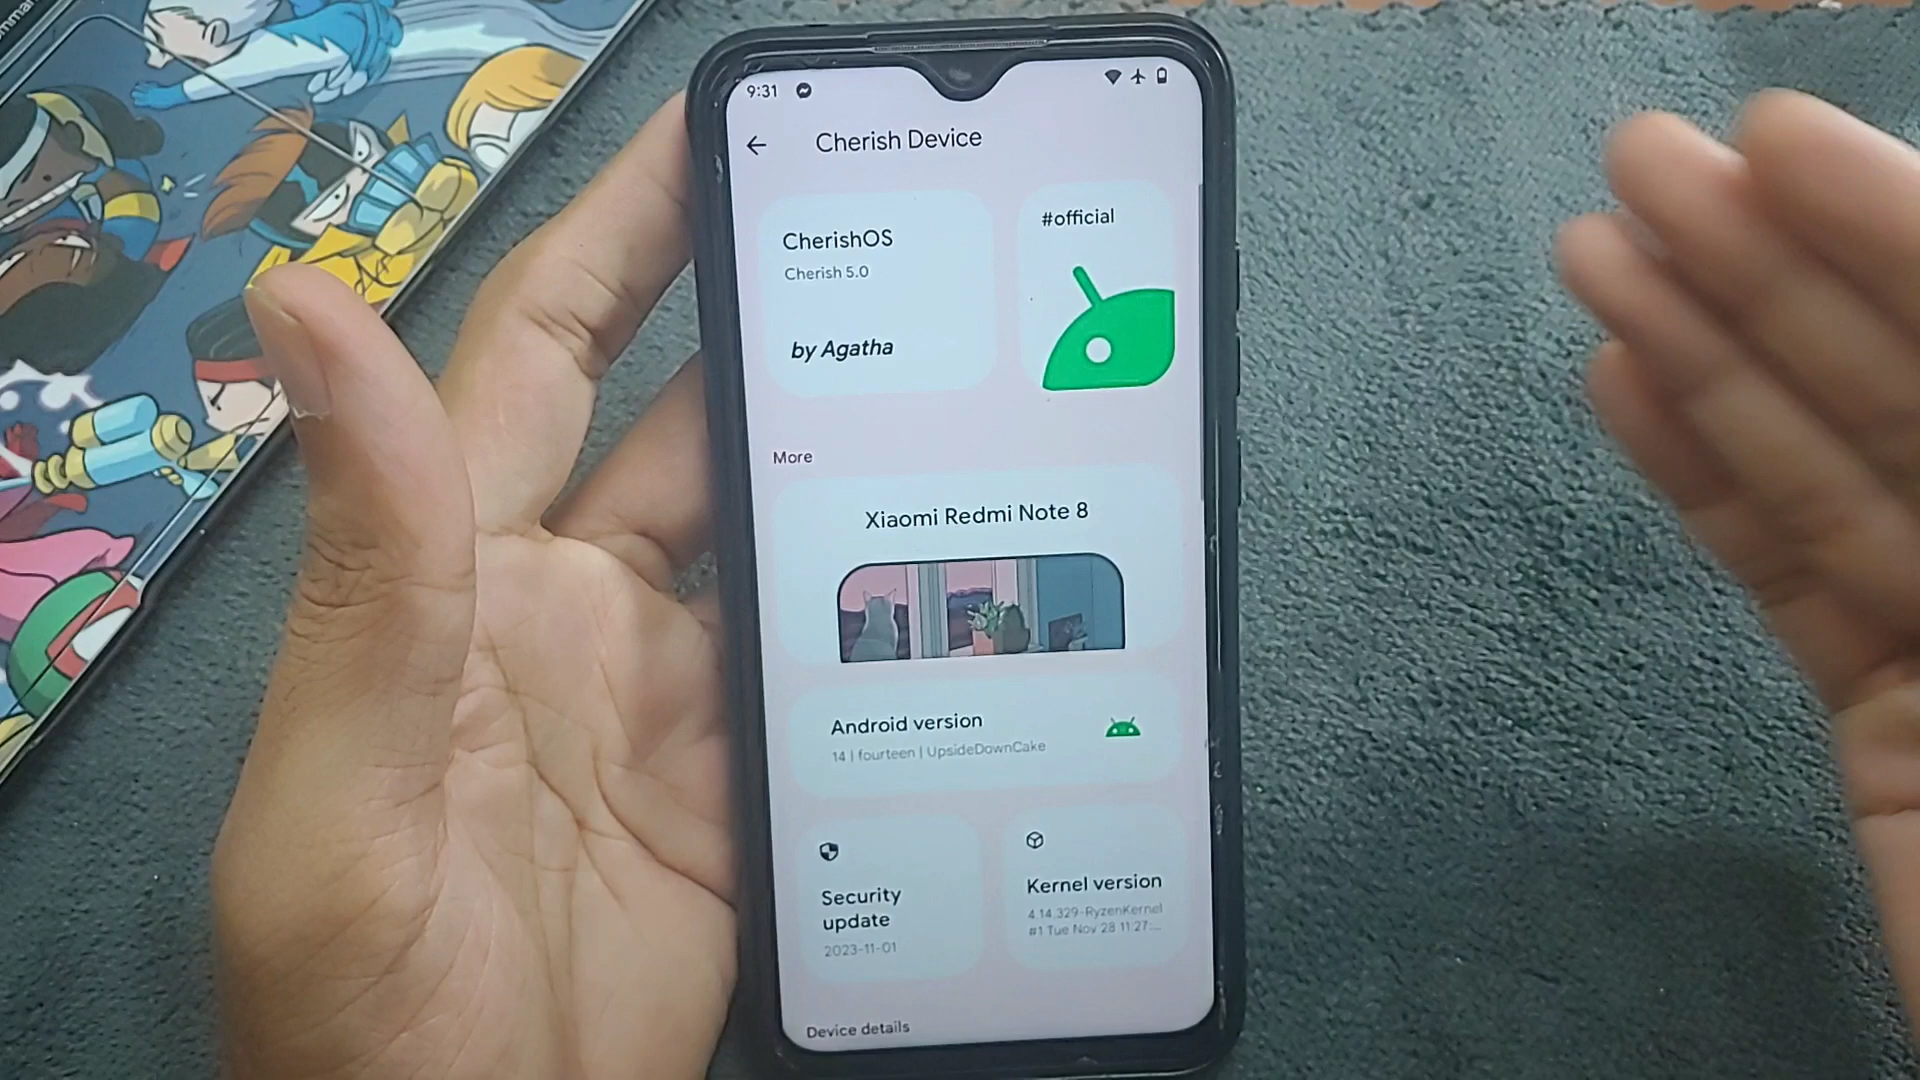 9:31
Cherish Device
CherishOS
Cherish 5.0
by Agatha
#official
More
Xiaomi Redmi Note 8
Android version
14 | fourteen | UpsideDownCake
Security
update
2023-11-01
Kernel version
4.14.329-RyzenKernel
#1 Tue Nov 28 11:27:...
Device details